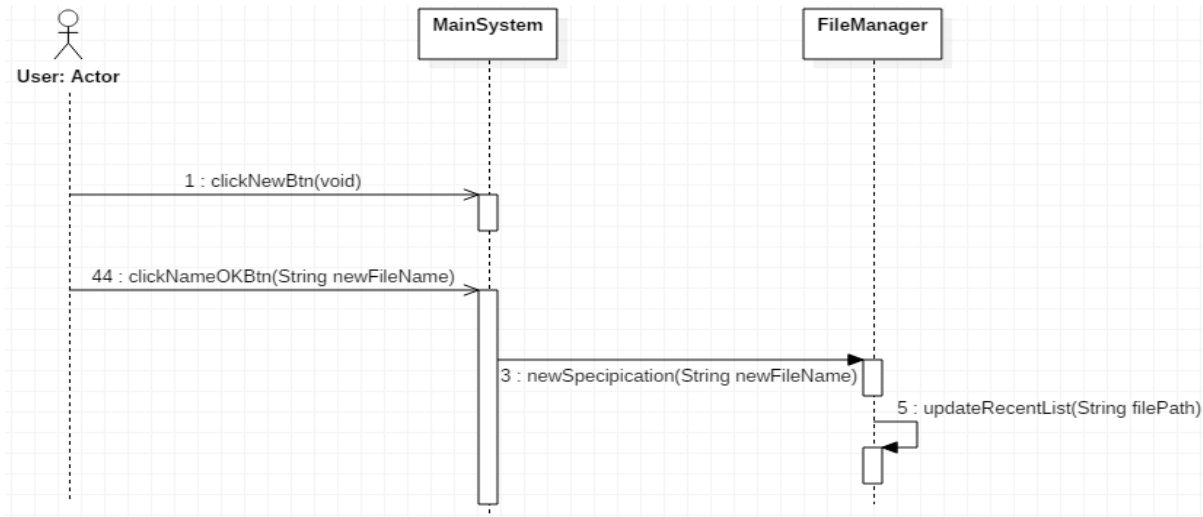 MainSystem
FileManager
User: Actor
1 : clickNewBtn(void)
44 : clickNameOKBtn(String newFileName)
3 : newSpecipication(String newFileName)
5 : updateRecentList(String filePath)